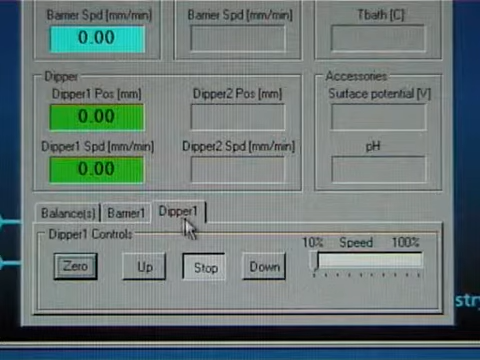 Barrier Spd [mm/min]
0.00
Barrier Spd [mm/min]
Tbath [C]
Dipper
Accessories
Dipper1 Pos [mm]
Dipper2 Pos [mm]
Surface potential [V]
0.00
Dipper1 Spd [mm/min]
Dipper2 Spd [mm/min]
pH
0.00
Balance(s) Barrier1 Dipper1
Dipper1 Controls
10% Speed 100%
Zero Up Stop Down